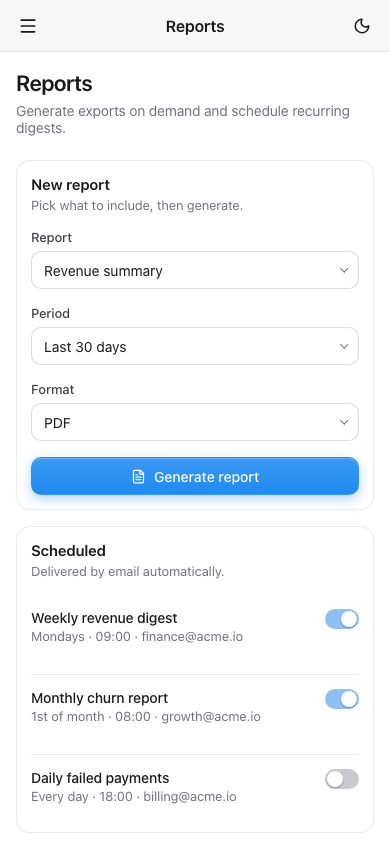 Reports
Reports
Generate exports on demand and schedule recurring
digests.
New report
Pick what to include, then generate.
Report
Revenue summary
Period
Last 30 days
Format
PDF
Generate report
Scheduled
Delivered by email automatically.
Weekly revenue digest
Mondays · 09:00 · finance@acme.io
Monthly churn report
1st of month · 08:00 · growth@acme.io
Daily failed payments
Every day · 18:00 · billing@acme.io